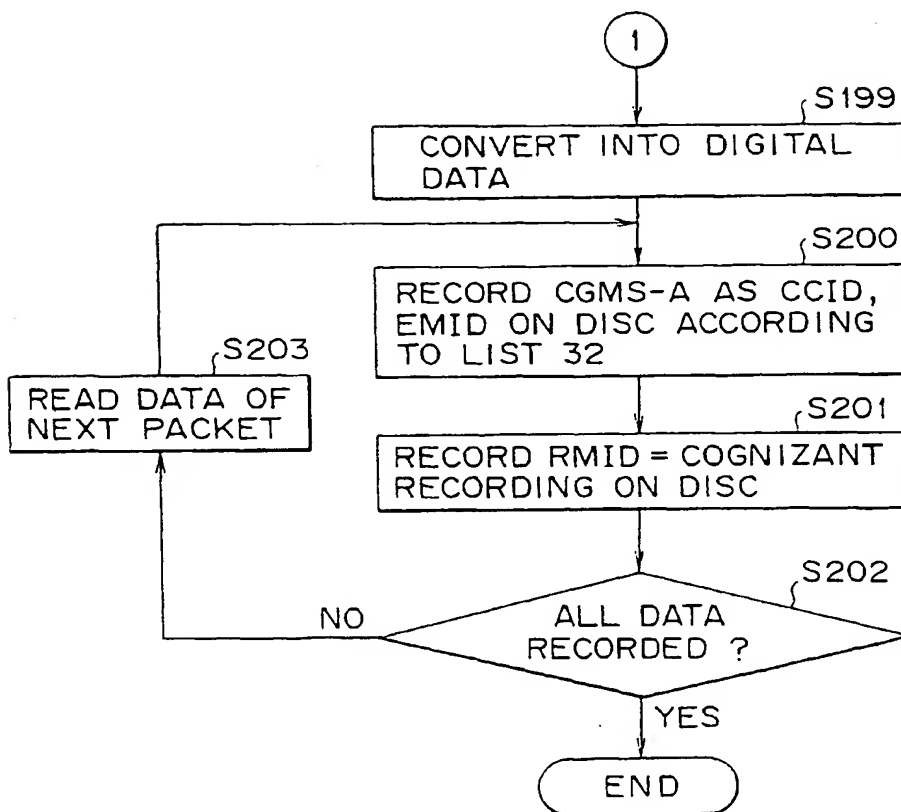 1
S199
CONVERT INTO DIGITAL
DATA
S200
RECORD CGMS-A AS CCID,
EMID ON DISC ACCORDING
TO LIST 32
S203
READ DATA OF
NEXT PACKET
S201
RECORD RMID = COGNIZANT
RECORDING ON DISC
S202
ALL DATA
RECORDED ?
NO
YES
END